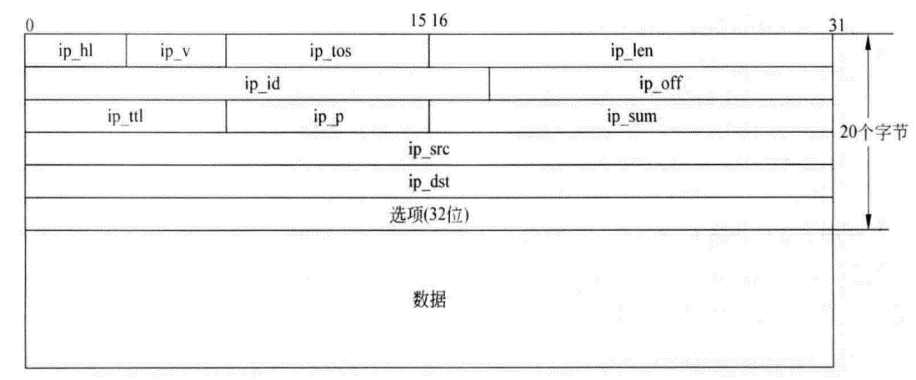 0 15 16 31
ip_hl ip_v ip_tos ip_len
ip_id ip_off
ip_ttl ip_p ip_sum
20个字节
ip_src
ip_dst
选项(32位)
数据